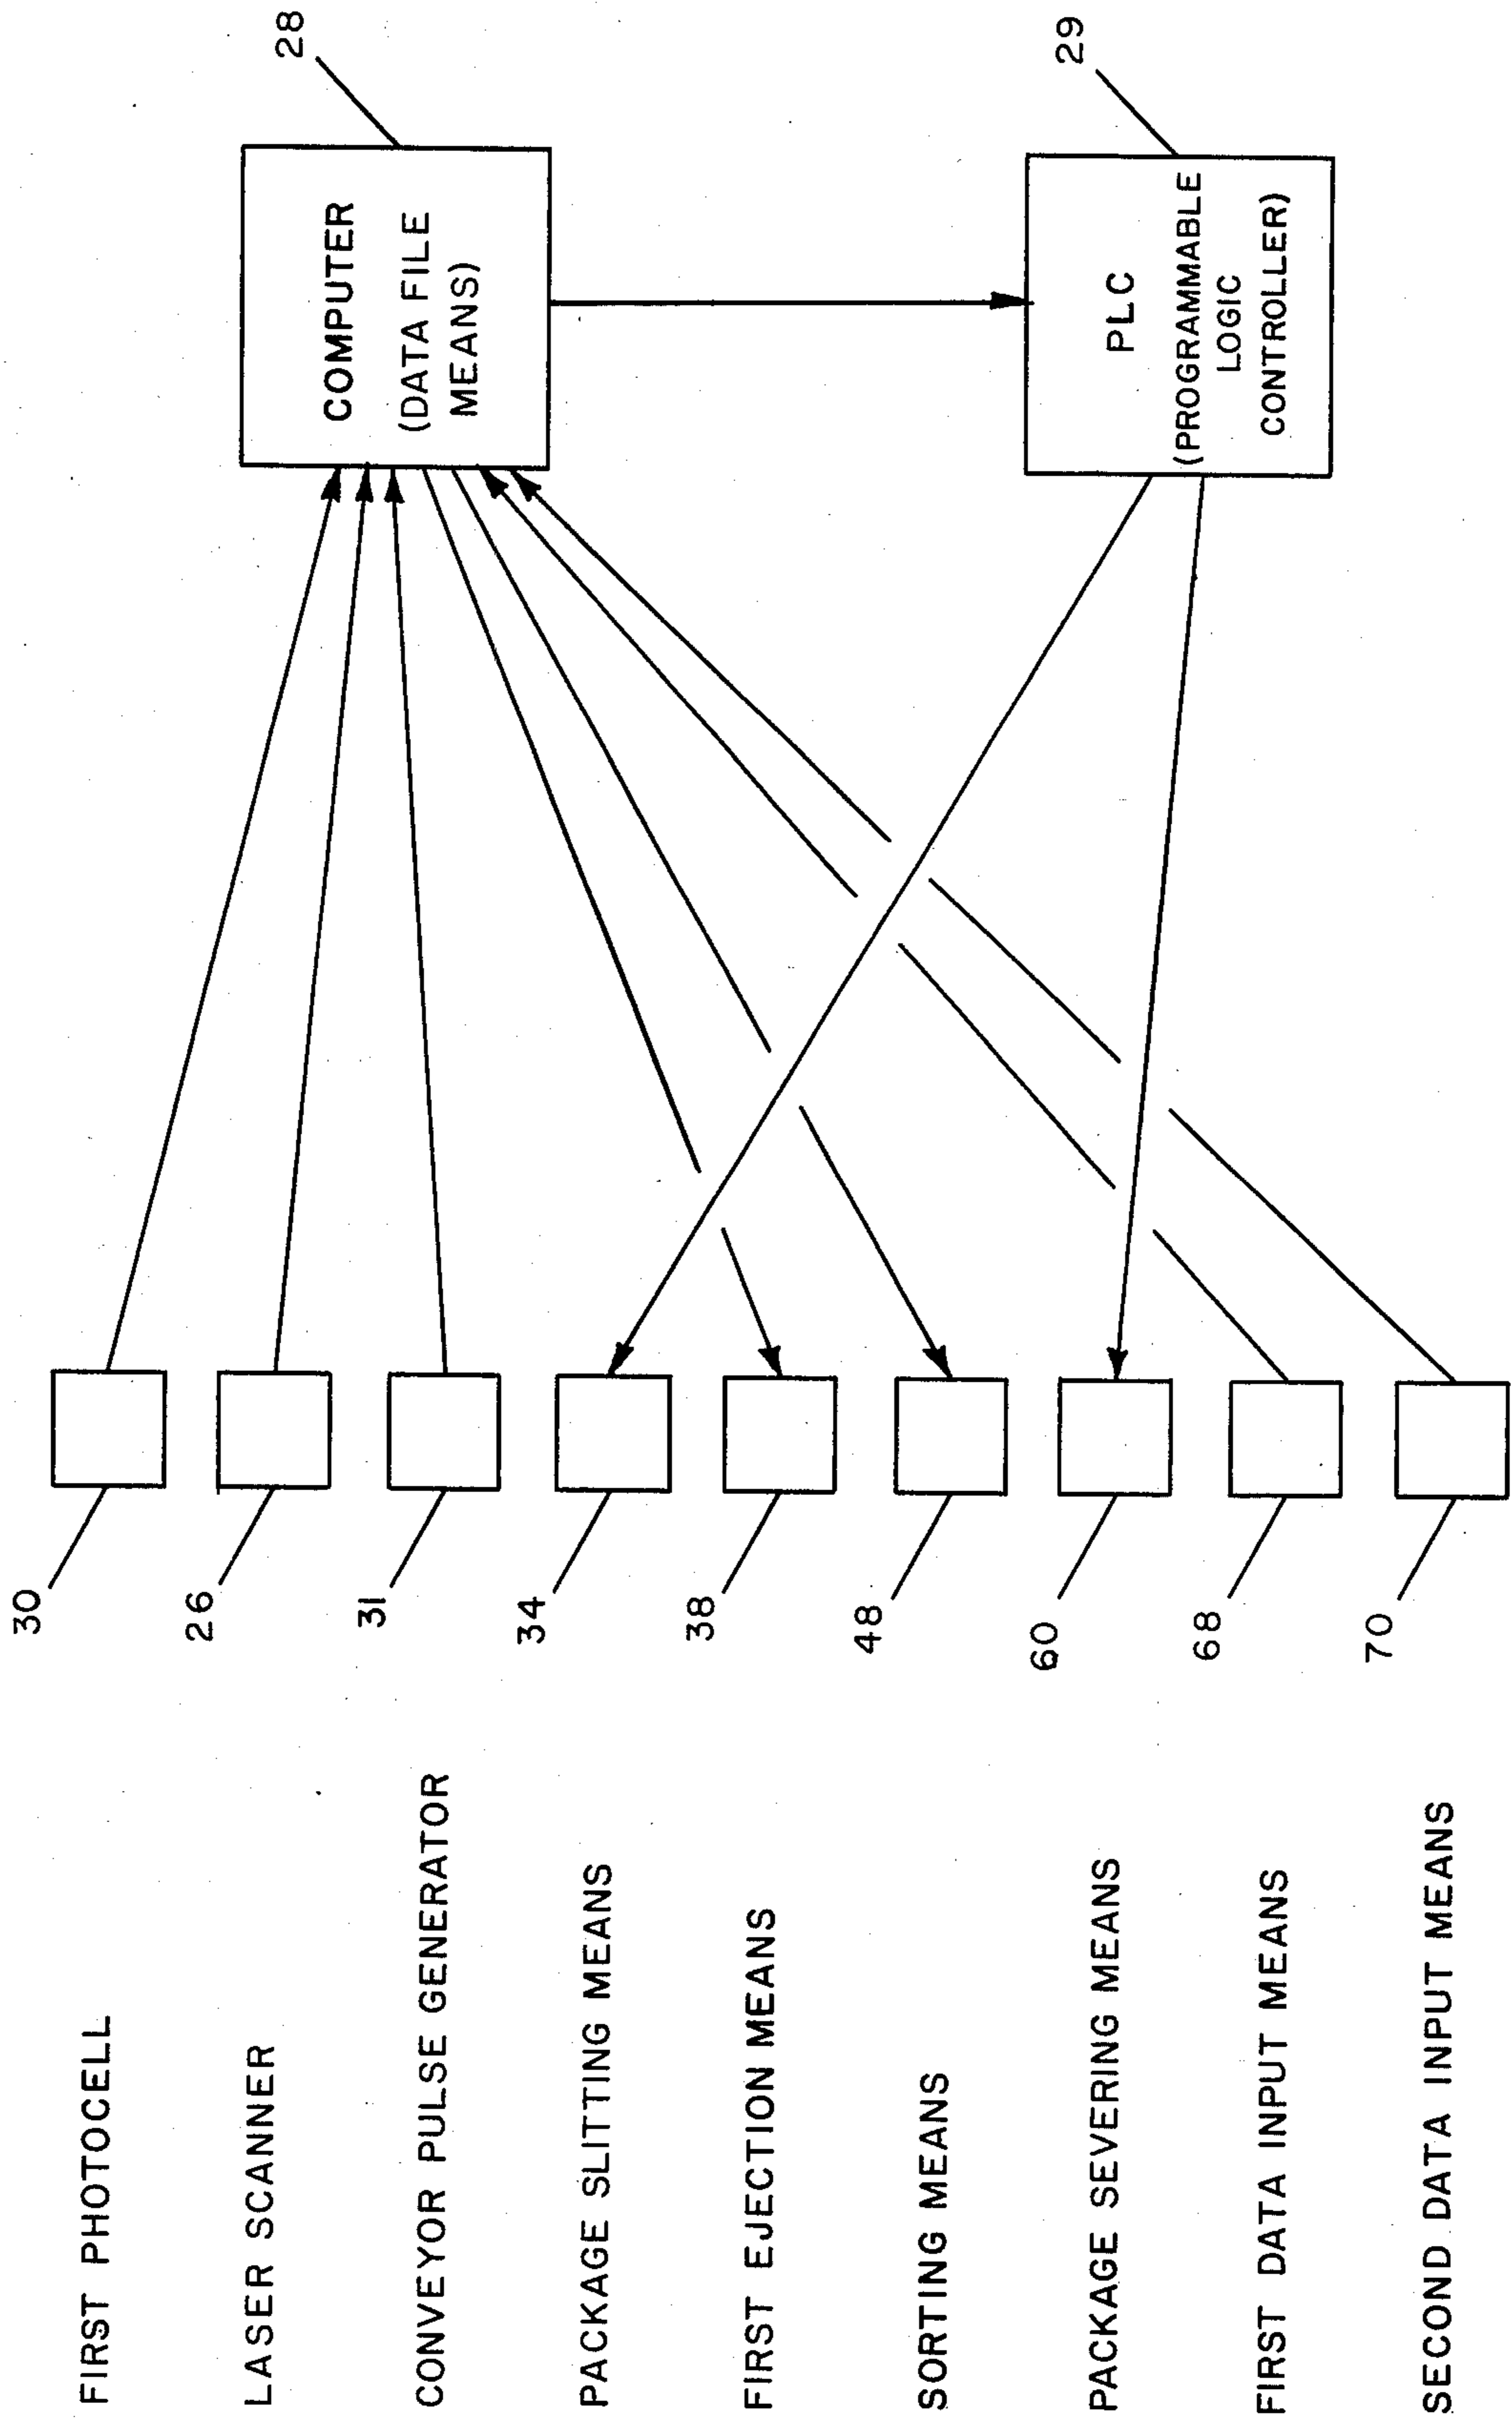 FIRST PHOTOCELL
30
LASER SCANNER
26
CONVEYOR PULSE GENERATOR
31
PACKAGE SLITTING MEANS
34
FIRST EJECTION MEANS
38
SORTING MEANS
48
PACKAGE SEVERING MEANS
60
FIRST DATA INPUT MEANS
68
SECOND DATA INPUT MEANS
70
28
COMPUTER
(DATA FILE
MEANS)
29
PLC
(PROGRAMMABLE
LOGIC
CONTROLLER)